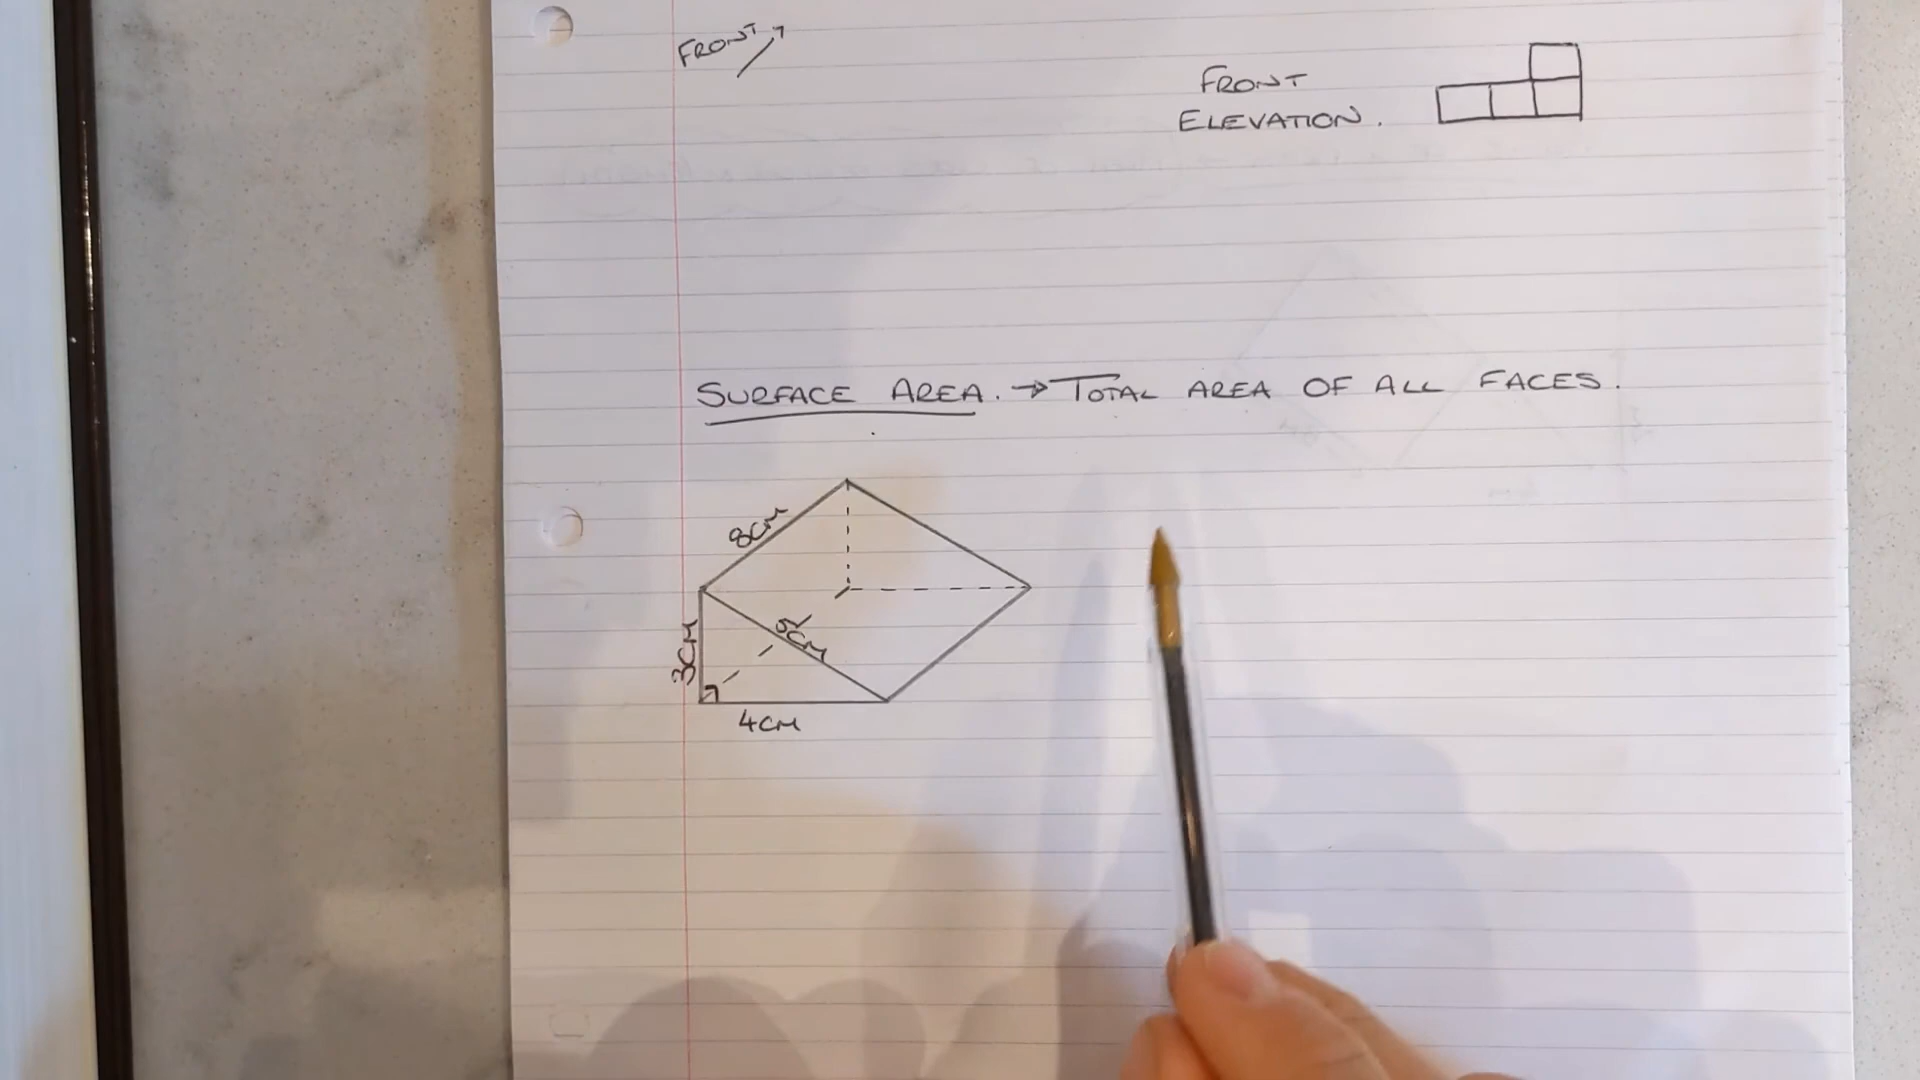 FRONT
FRONT
ELEVATION.
SURFACE AREA. → TOTAL AREA OF ALL FACES.
8CM
3CM
5CM
4CM